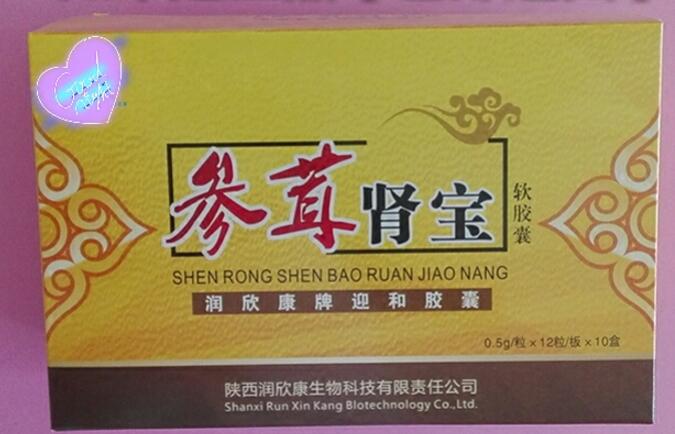 参茸肾宝
软胶囊
SHEN RONG SHEN BAO RUAN JIAO NANG
润欣康牌迎和胶囊
0.5g/粒×12粒/板×10盒
陕西润欣康生物科技有限责任公司
Shanxi Run Xin Kang Biotechnology Co.,Ltd.